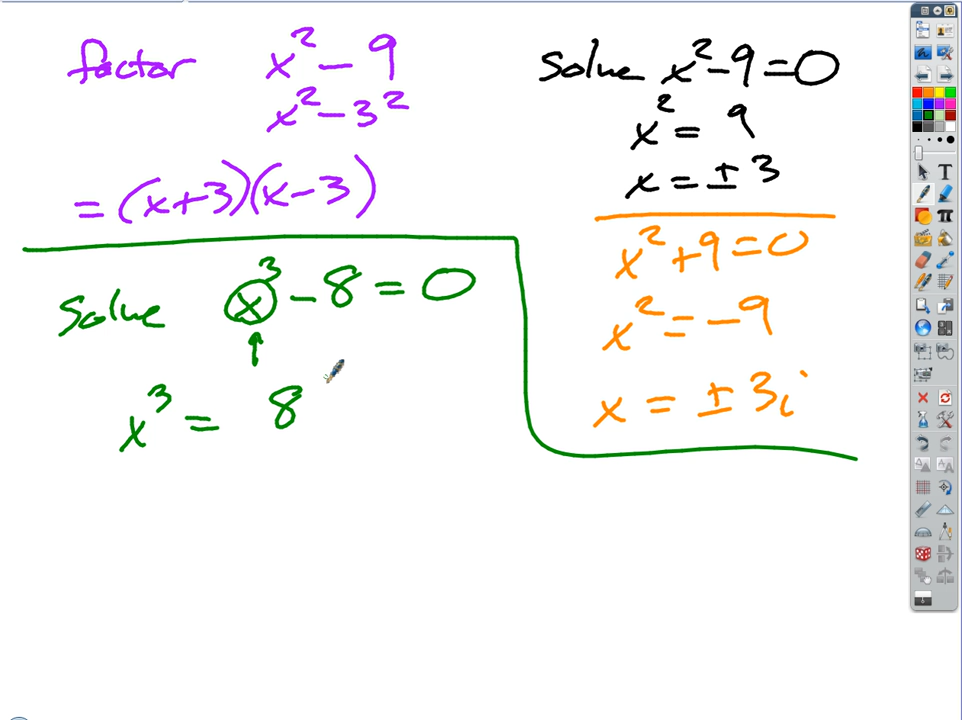 factor x² - 9
x² - 3²
= (x+3)(x-3)
Solve x² - 9 = 0
x² = 9
x = ± 3
x² + 9 = 0
x² = -9
x = ± 3i
Solve x³ - 8 = 0
x³ = 8